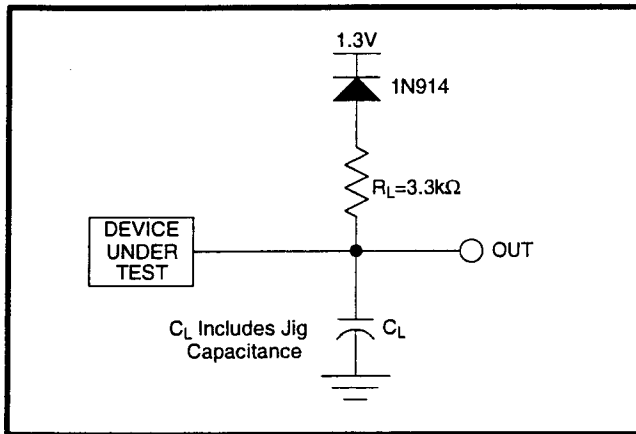 1.3V
1N914
R_L=3.3kΩ
DEVICE
UNDER
TEST
OUT
C_L Includes Jig
Capacitance
C_L